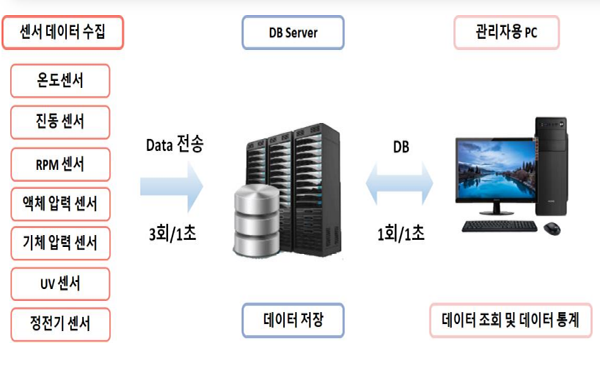 센서 데이터 수집
DB Server
관리자용 PC
온도센서
진동 센서
RPM 센서
액체 압력 센서
기체 압력 센서
UV 센서
정전기 센서
Data 전송
3회/1초
DB
1회/1초
데이터 저장
데이터 조회 및 데이터 통계